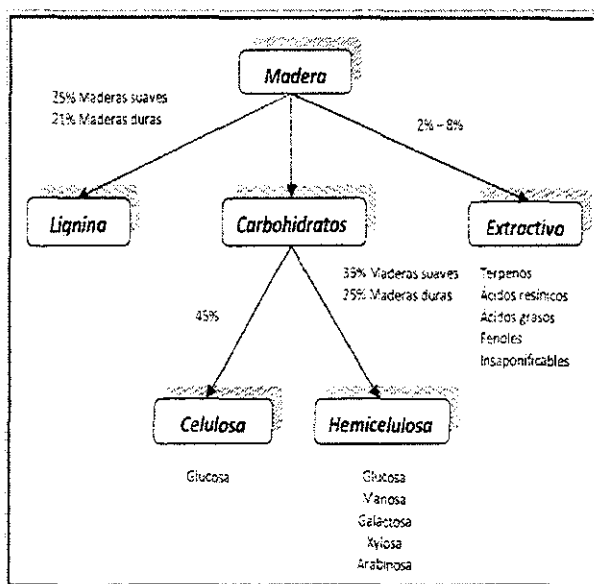 Madera
25% Maderas suaves
21% Maderas duras
2% – 8%
Lignina
Carbohidratos
Extractivo
45%
35% Maderas suaves
25% Maderas duras
Terpenos
Ácidos resínicos
Ácidos grasos
Fenoles
Insaponificables
Celulosa
Hemicelulosa
Glucosa
Glucosa
Manosa
Galactosa
Xylosa
Arabinosa